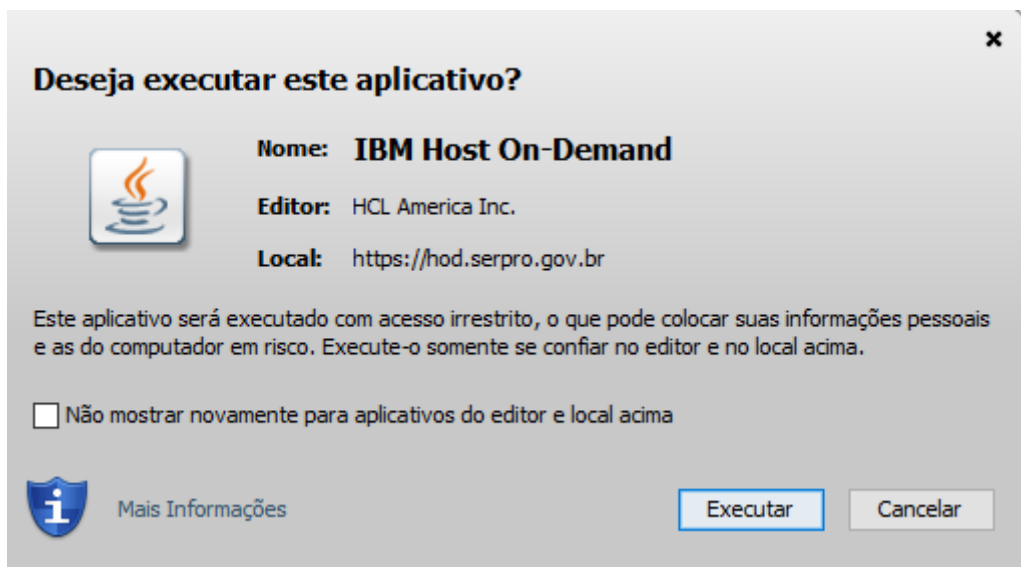 Deseja executar este aplicativo?
Nome: IBM Host On-Demand
Editor: HCL America Inc.
Local: https://hod.serpro.gov.br
Este aplicativo será executado com acesso irrestrito, o que pode colocar suas informações pessoais
e as do computador em risco. Execute-o somente se confiar no editor e no local acima.
Não mostrar novamente para aplicativos do editor e local acima
Mais Informações
Executar
Cancelar